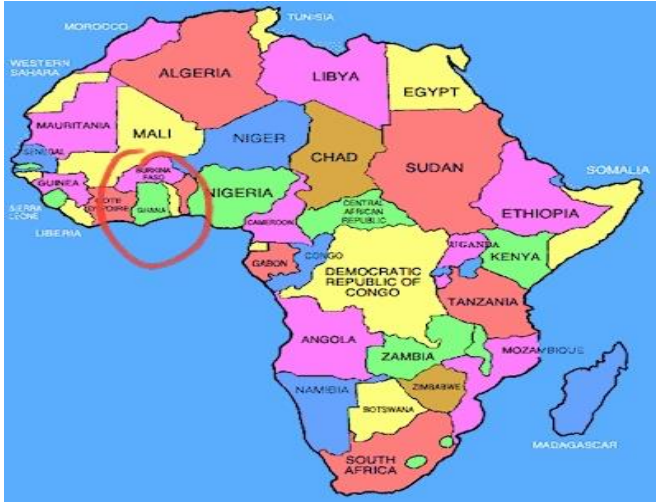 TUNISIA
MOROCCO
WESTERN
SAHARA
ALGERIA
LIBYA
EGYPT
MAURITANIA
MALI
NIGER
CHAD
SUDAN
SENEGAL
BURKINA
FASO
SOMALIA
GUINEA
NIGERIA
SIERRA
LEONE
COTE
D'IVOIRE
GHANA
LIBERIA
CENTRAL
AFRICAN
REPUBLIC
ETHIOPIA
CAMEROON
UGANDA
KENYA
GABON
CONGO
DEMOCRATIC
REPUBLIC OF
CONGO
TANZANIA
ANGOLA
ZAMBIA
MOZAMBIQUE
NAMIBIA
ZIMBABWE
BOTSWANA
MADAGASCAR
SOUTH
AFRICA